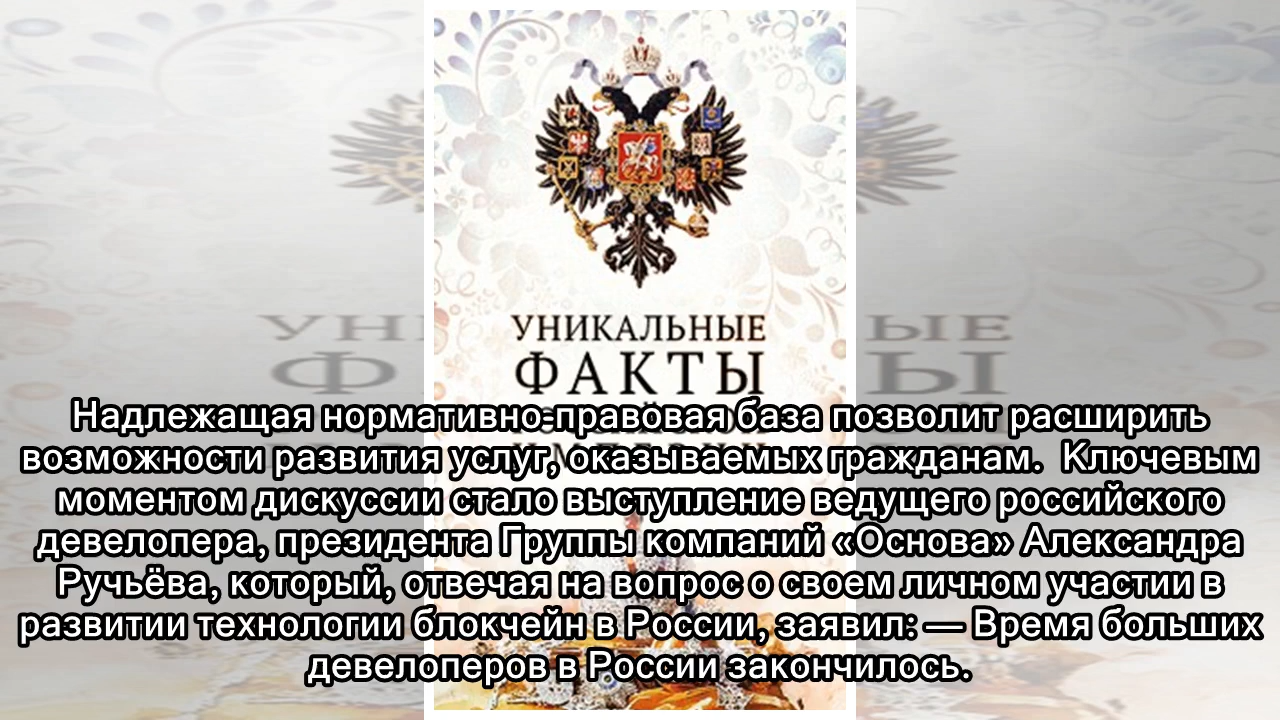 УНИКАЛЬНЫЕ
ФАКТЫ
Надлежащая нормативно-правовая база позволит расширить
возможности развития услуг, оказываемых гражданам. Ключевым
моментом дискуссии стало выступление ведущего российского
девелопера, президента Группы компаний «Основа» Александра
Ручьёва, который, отвечая на вопрос о своем личном участии в
развитии технологии блокчейн в России, заявил: — Время больших
девелоперов в России закончилось.